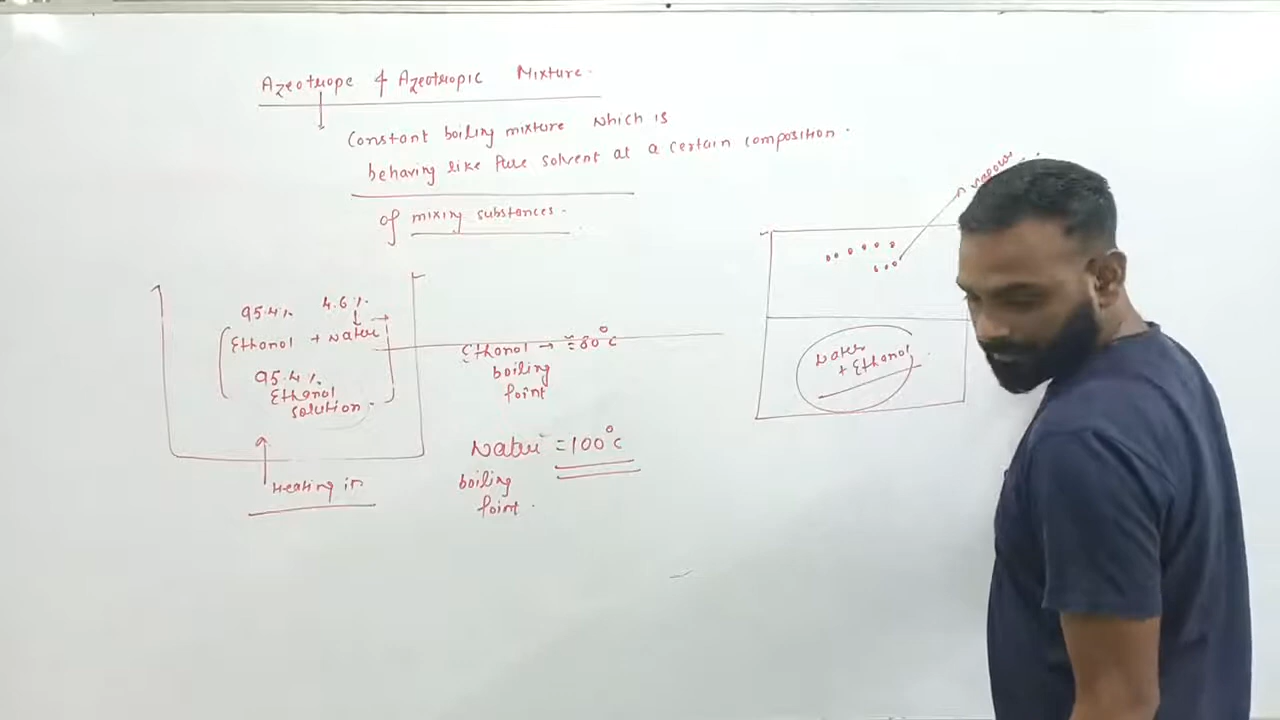 Azeotrope & Azeotropic Mixture.
Constant boiling mixture which is
behaving like Pure solvent at a certain composition.
of mixing substances.
95.4% 4.6%
Ethanol + Water
95.4%
Ethanol
solution.
Heating in
Ethanol → ≈80°C
boiling
Point
Water = 100°C
boiling
Point.
vapour
Water
+ Ethanol